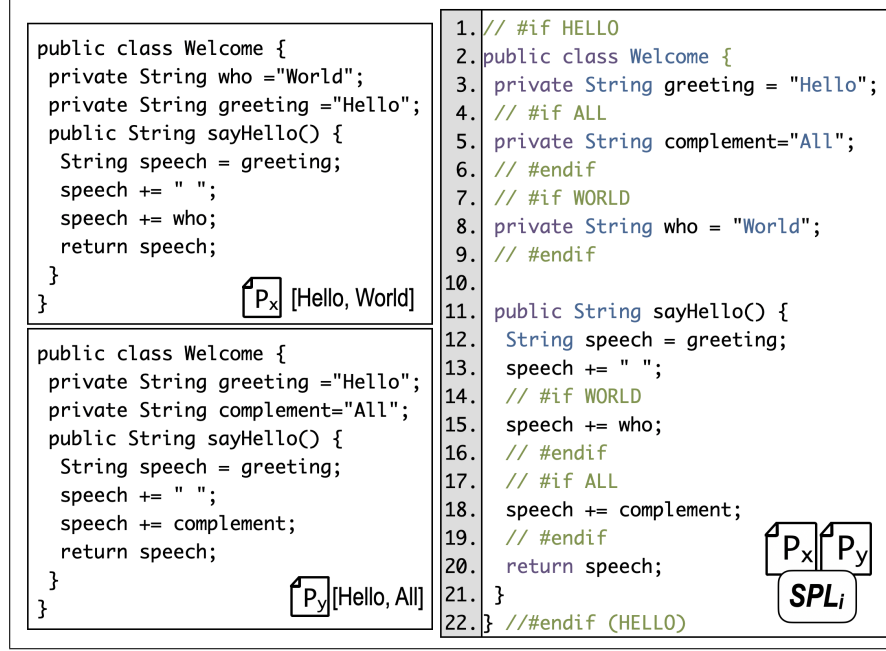 public class Welcome {
private String who ="World";
private String greeting ="Hello";
public String sayHello() {
String speech = greeting;
speech += " ";
speech += who;
return speech;
}
}
Px [Hello, World]
public class Welcome {
private String greeting ="Hello";
private String complement="All";
public String sayHello() {
String speech = greeting;
speech += " ";
speech += complement;
return speech;
}
}
Py [Hello, All]
1. // #if HELLO
2. public class Welcome {
3. private String greeting = "Hello";
4. // #if ALL
5. private String complement="All";
6. // #endif
7. // #if WORLD
8. private String who = "World";
9. // #endif
10.
11. public String sayHello() {
12. String speech = greeting;
13. speech += " ";
14. // #if WORLD
15. speech += who;
16. // #endif
17. // #if ALL
18. speech += complement;
19. // #endif
20. return speech;
21. }
22. } //#endif (HELLO)
Px Py
SPLi